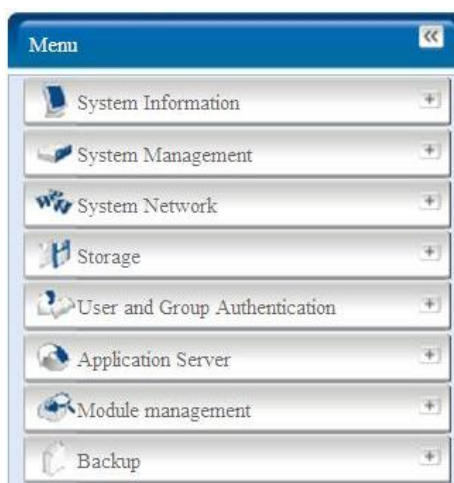 Menu
System Information
System Management
System Network
Storage
User and Group Authentication
Application Server
Module management
Backup